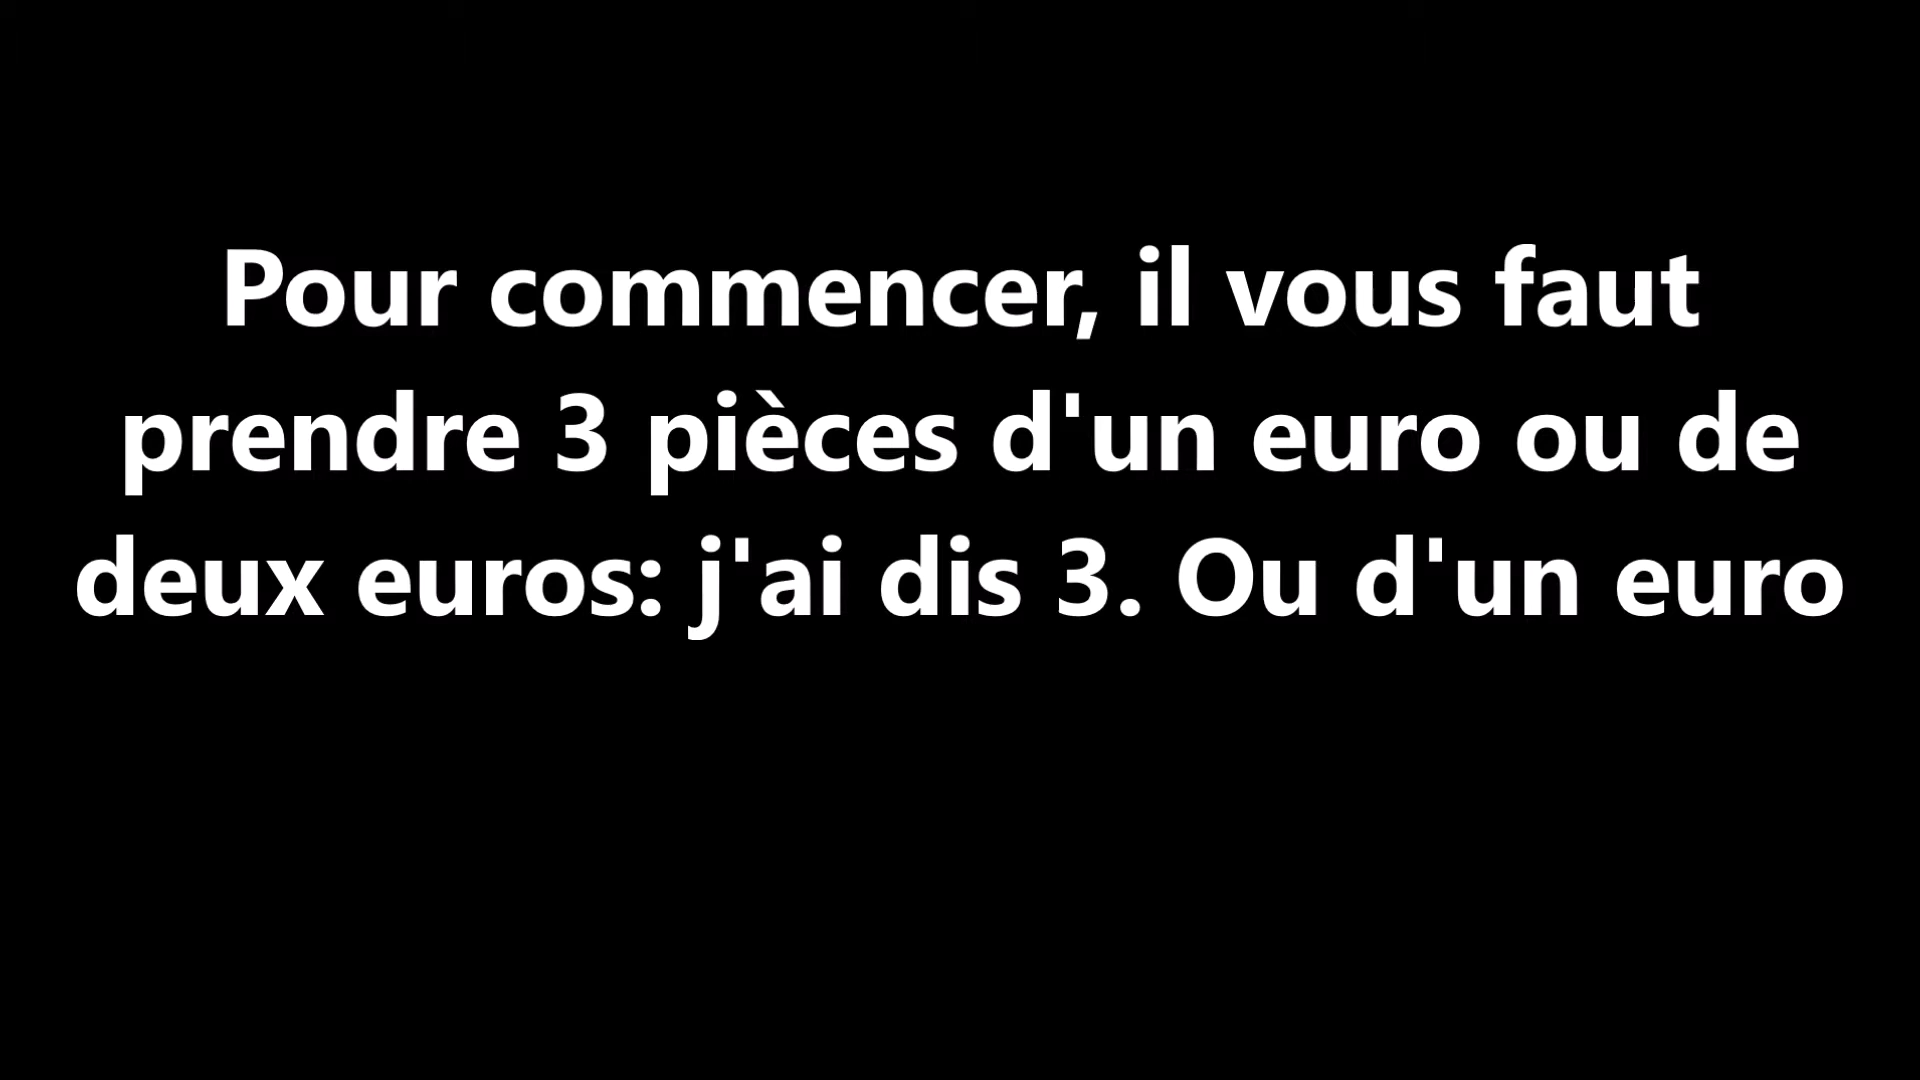 Pour commencer, il vous faut
prendre 3 pièces d'un euro ou de
deux euros: j'ai dis 3. Ou d'un euro